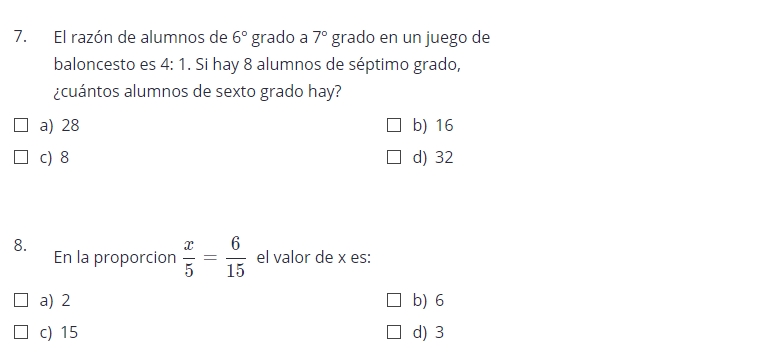 7. El razón de alumnos de 6° grado a 7° grado en un juego de
baloncesto es 4: 1. Si hay 8 alumnos de séptimo grado,
¿cuántos alumnos de sexto grado hay?
a) 28 b) 16
c) 8 d) 32
8. En la proporcion x/5 = 6/15 el valor de x es:
a) 2 b) 6
c) 15 d) 3